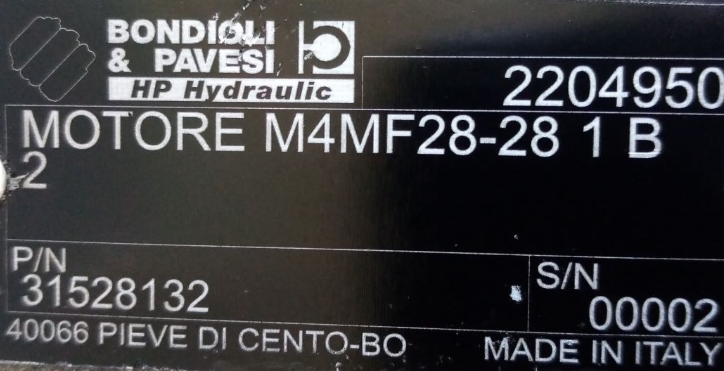 BONDIOLI
& PAVESI
HP Hydraulic
2204950
MOTORE M4MF28-28 1 B
2
P/N
31528132
S/N
00002
40066 PIEVE DI CENTO-BO
MADE IN ITALY